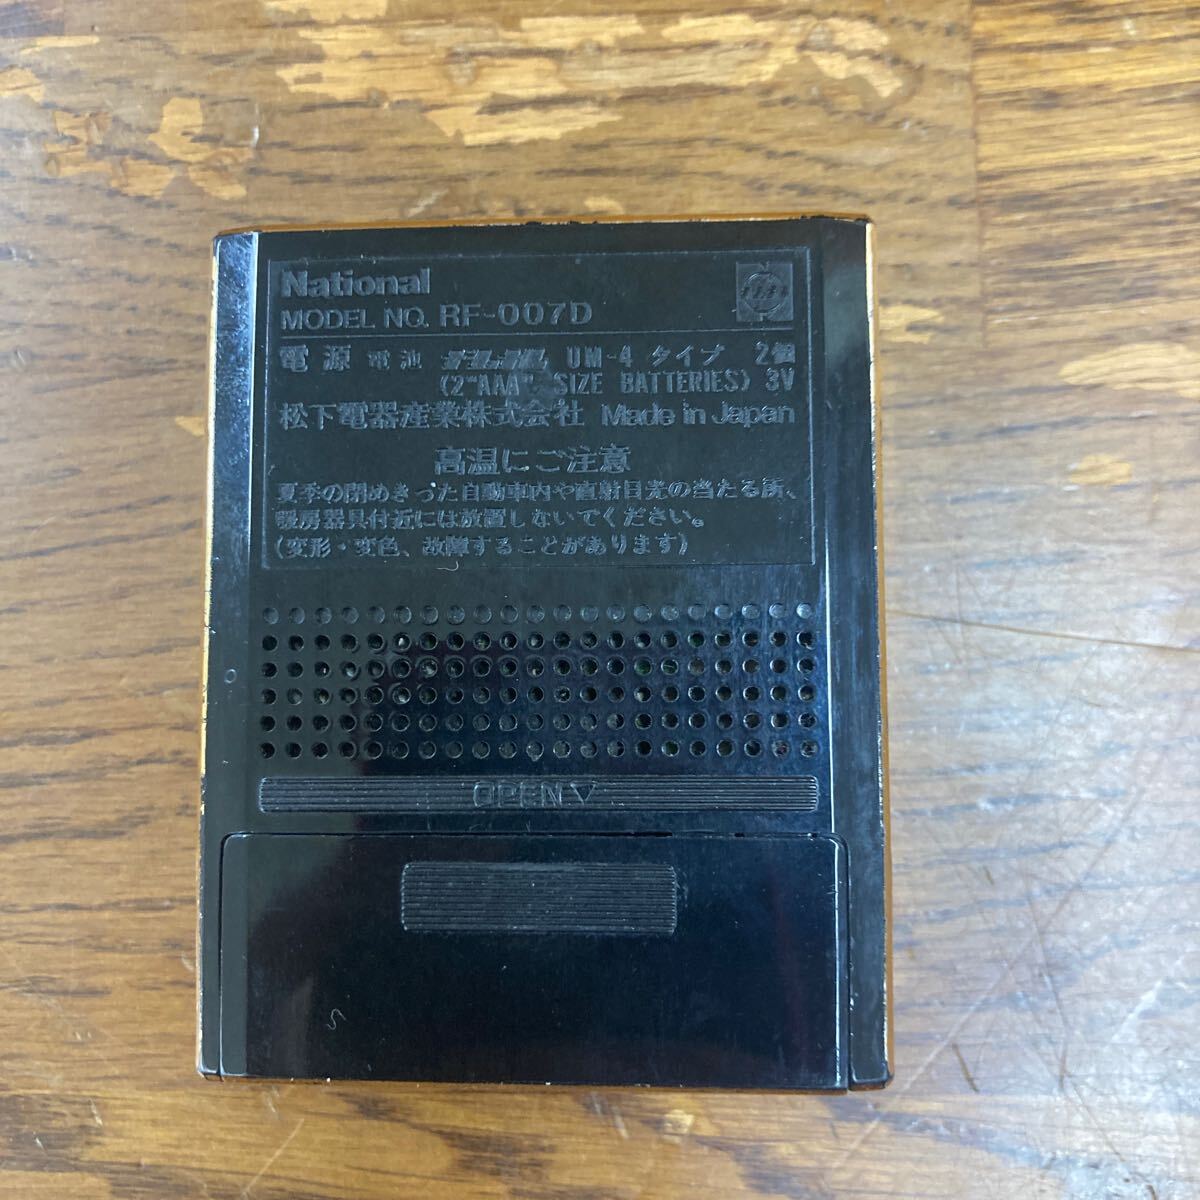 National
MODEL NO. RF-007D
電源 電池 UM-4 タイプ 2個
(2"AAA" SIZE BATTERIES) 3V
松下電器産業株式会社 Made in Japan
高温にご注意
夏季の閉めきった自動車内や直射日光の当たる所、
暖房器具付近には放置しないでください。
(変形・変色、故障することがあります)
OPEN▽